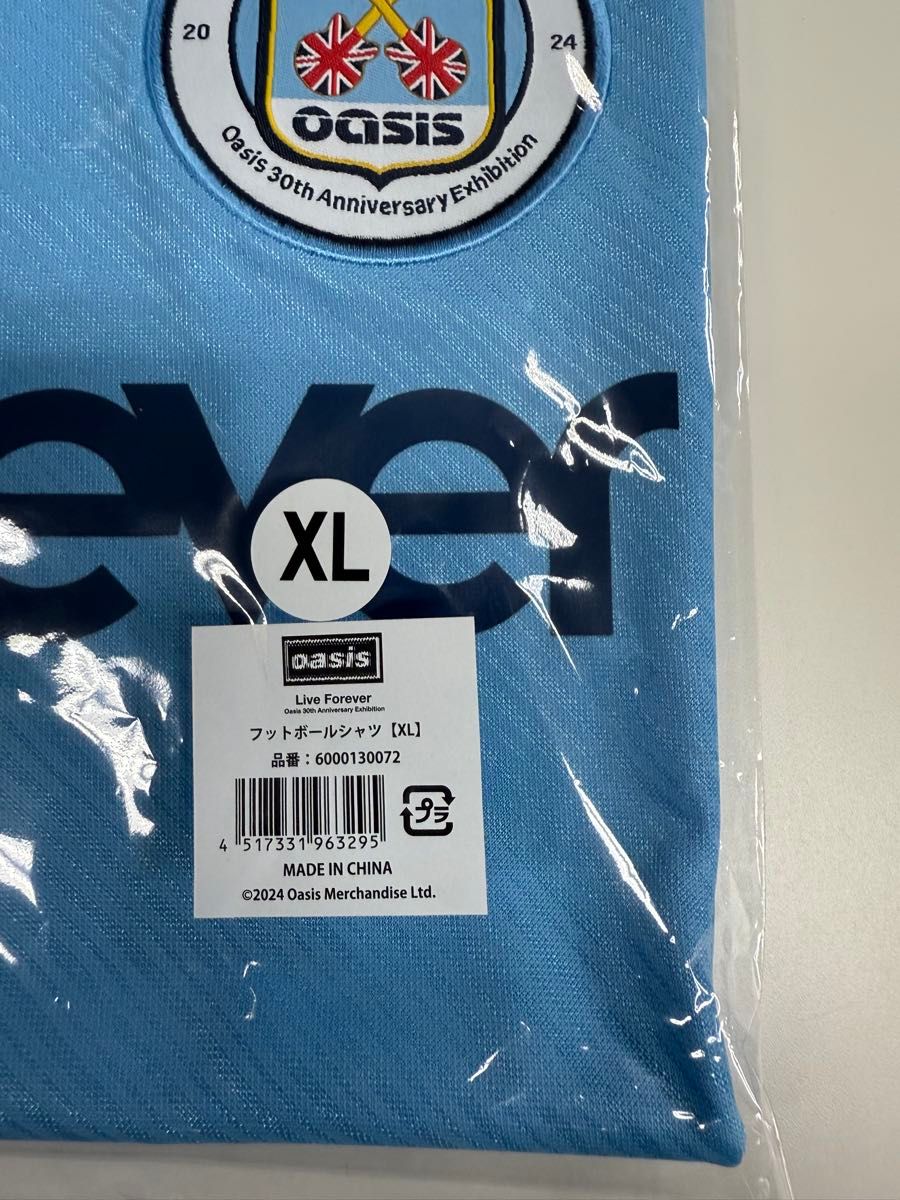 20 24
oasis
Oasis 30th Anniversary Exhibition
ever
XL
oasis
Live Forever
Oasis 30th Anniversary Exhibition
フットボールシャツ【XL】
品番：6000130072
プラ
4 517331 963295
MADE IN CHINA
©2024 Oasis Merchandise Ltd.